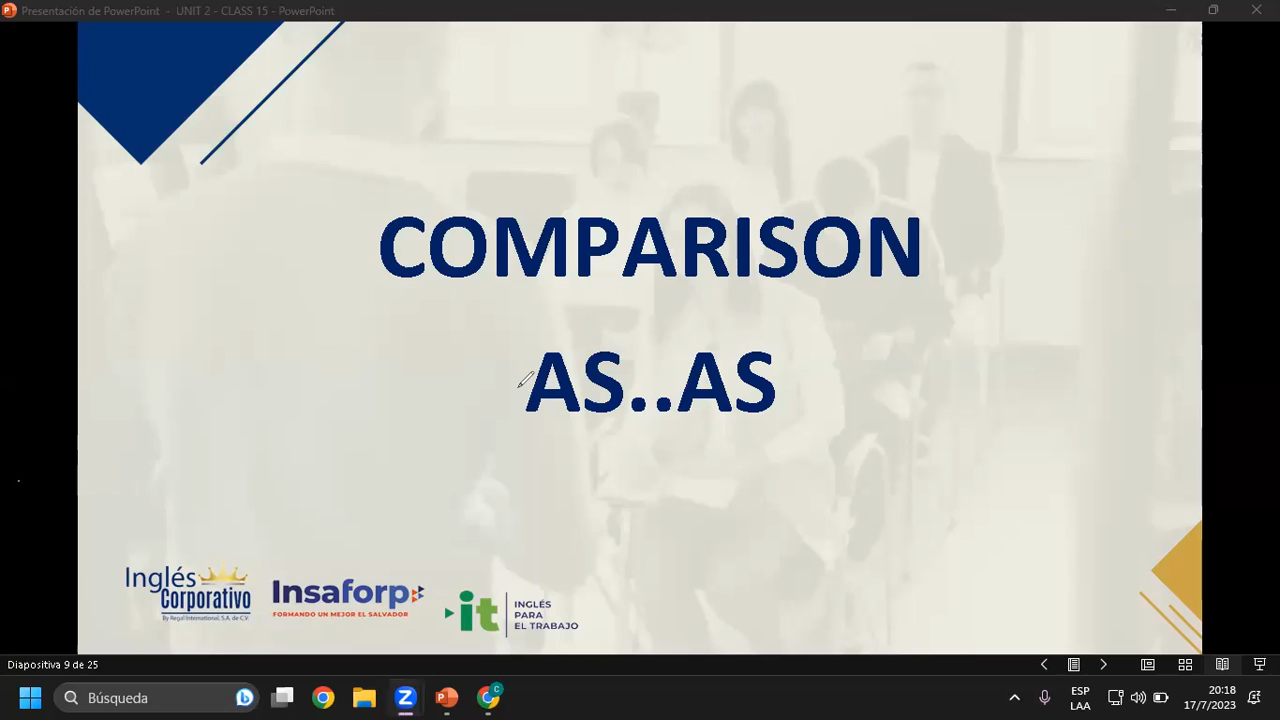 Presentación de PowerPoint - UNIT 2 - CLASS 15 - PowerPoint
COMPARISON
AS..AS
Inglés
Corporativo
By Regal International, S.A. de C.V.
Insaforp
FORMANDO UN MEJOR EL SALVADOR
it
INGLÉS
PARA
EL TRABAJO
Diapositiva 9 de 25
Búsqueda
ESP
LAA
20:18
17/7/2023